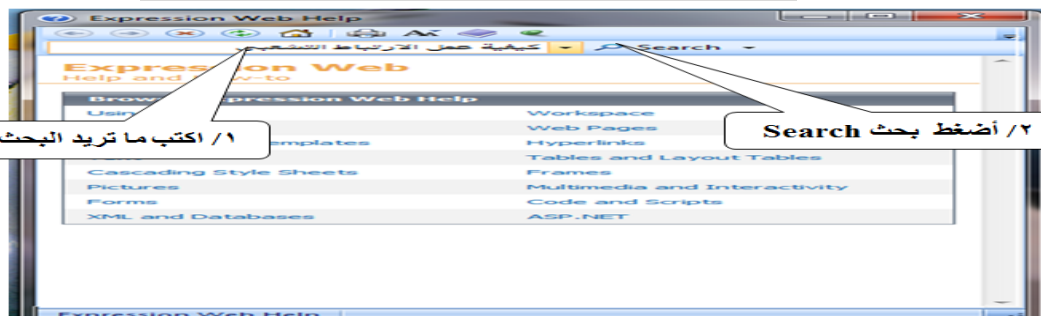 Expression Web Help
كيفية عمل الارتباط التشعبي Search
Expression Web
Help and How-to
Browse Expression Web Help
Workspace
Web Pages
Hyperlinks
Tables and Layout Tables
Cascading Style Sheets
Frames
Pictures
Multimedia and Interactivity
Forms
Code and Scripts
XML and Databases
ASP.NET
١/ اكتب ما تريد البحث
٢/ أضغط بحث Search
Expression Web Help